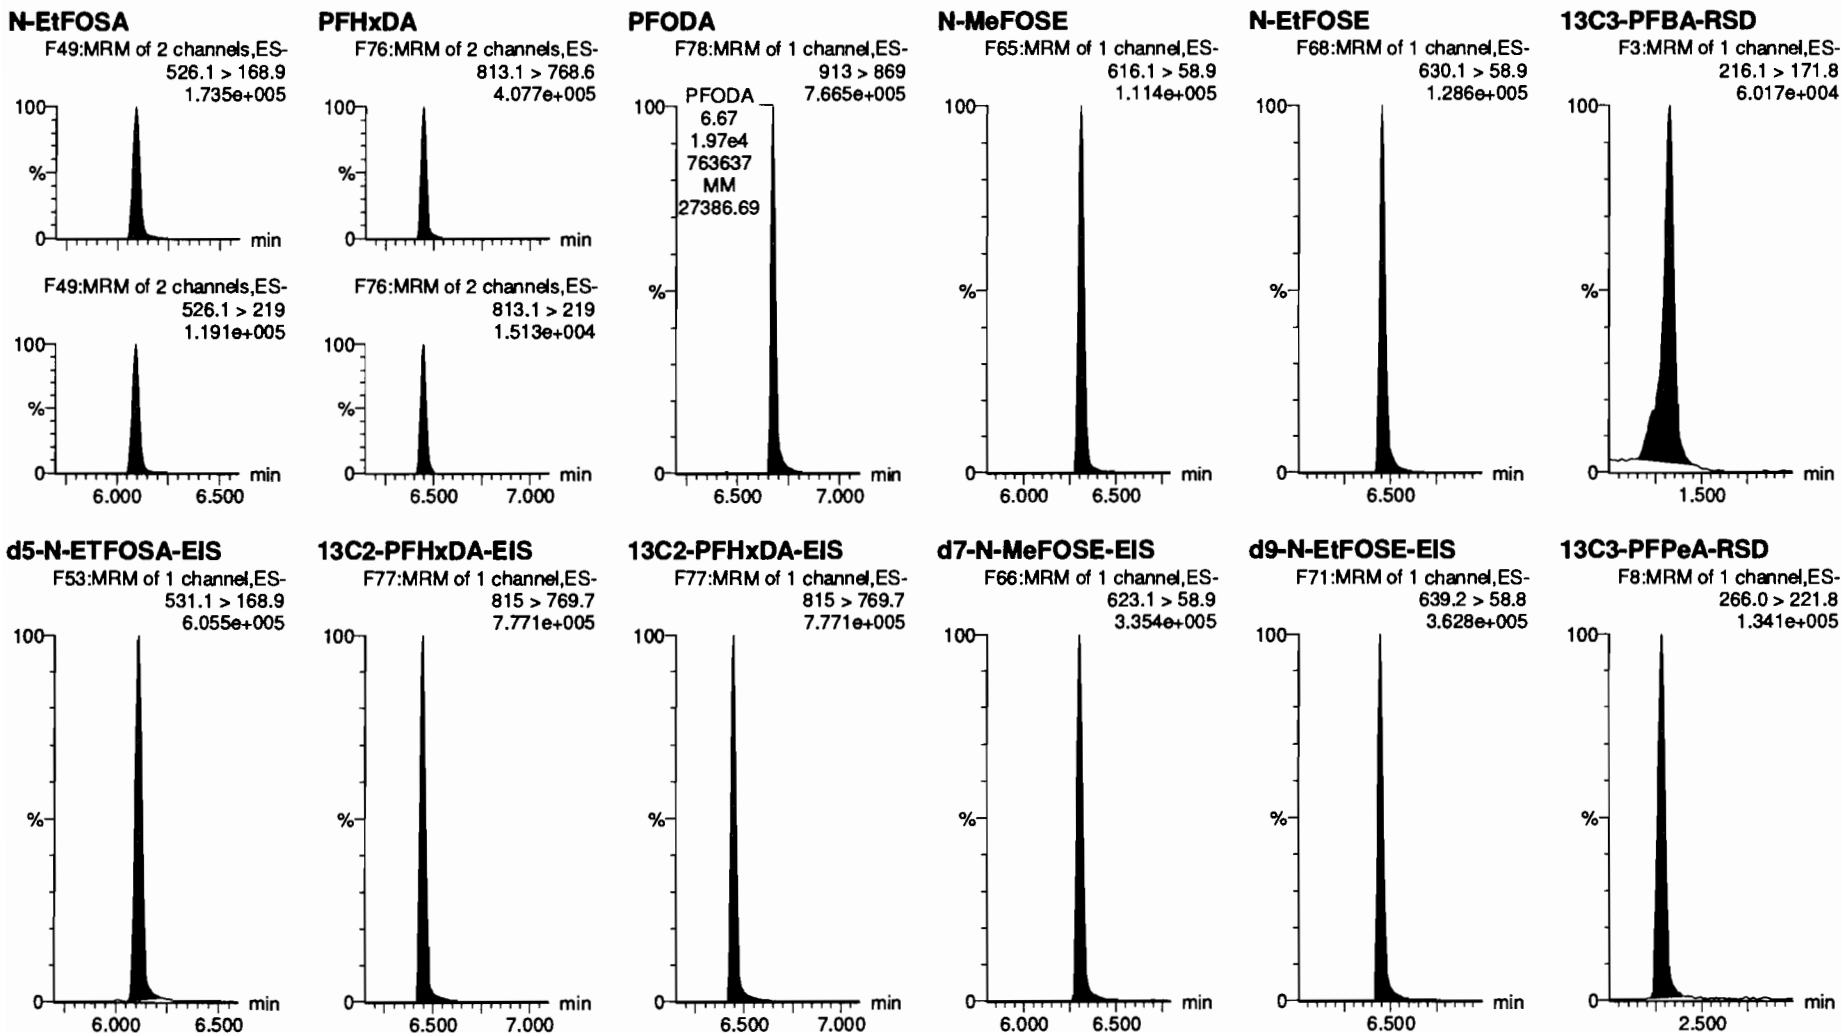 N-EtFOSA
F49:MRM of 2 channels,ES-
526.1 > 168.9
1.735e+005
100
%
0
min
F49:MRM of 2 channels,ES-
526.1 > 219
1.191e+005
100
%
0
min
6.000 6.500
PFHxDA
F76:MRM of 2 channels,ES-
813.1 > 768.6
4.077e+005
100
%
0
min
F76:MRM of 2 channels,ES-
813.1 > 219
1.513e+004
100
%
0
min
6.500 7.000
PFODA
F78:MRM of 1 channel,ES-
913 > 869
7.665e+005
PFODA
6.67
1.97e4
763637
MM
27386.69
100
%
0
min
6.500 7.000
N-MeFOSE
F65:MRM of 1 channel,ES-
616.1 > 58.9
1.114e+005
100
%
0
min
6.000 6.500
N-EtFOSE
F68:MRM of 1 channel,ES-
630.1 > 58.9
1.286e+005
100
%
0
min
6.500
13C3-PFBA-RSD
F3:MRM of 1 channel,ES-
216.1 > 171.8
6.017e+004
100
%
0
min
1.500
d5-N-ETFOSA-EIS
F53:MRM of 1 channel,ES-
531.1 > 168.9
6.055e+005
100
%
0
min
6.000 6.500
13C2-PFHxDA-EIS
F77:MRM of 1 channel,ES-
815 > 769.7
7.771e+005
100
%
0
min
6.500 7.000
13C2-PFHxDA-EIS
F77:MRM of 1 channel,ES-
815 > 769.7
7.771e+005
100
%
0
min
6.500 7.000
d7-N-MeFOSE-EIS
F66:MRM of 1 channel,ES-
623.1 > 58.9
3.354e+005
100
%
0
min
6.000 6.500
d9-N-EtFOSE-EIS
F71:MRM of 1 channel,ES-
639.2 > 58.8
3.628e+005
100
%
0
min
6.500
13C3-PFPeA-RSD
F8:MRM of 1 channel,ES-
266.0 > 221.8
1.341e+005
100
%
0
min
2.500